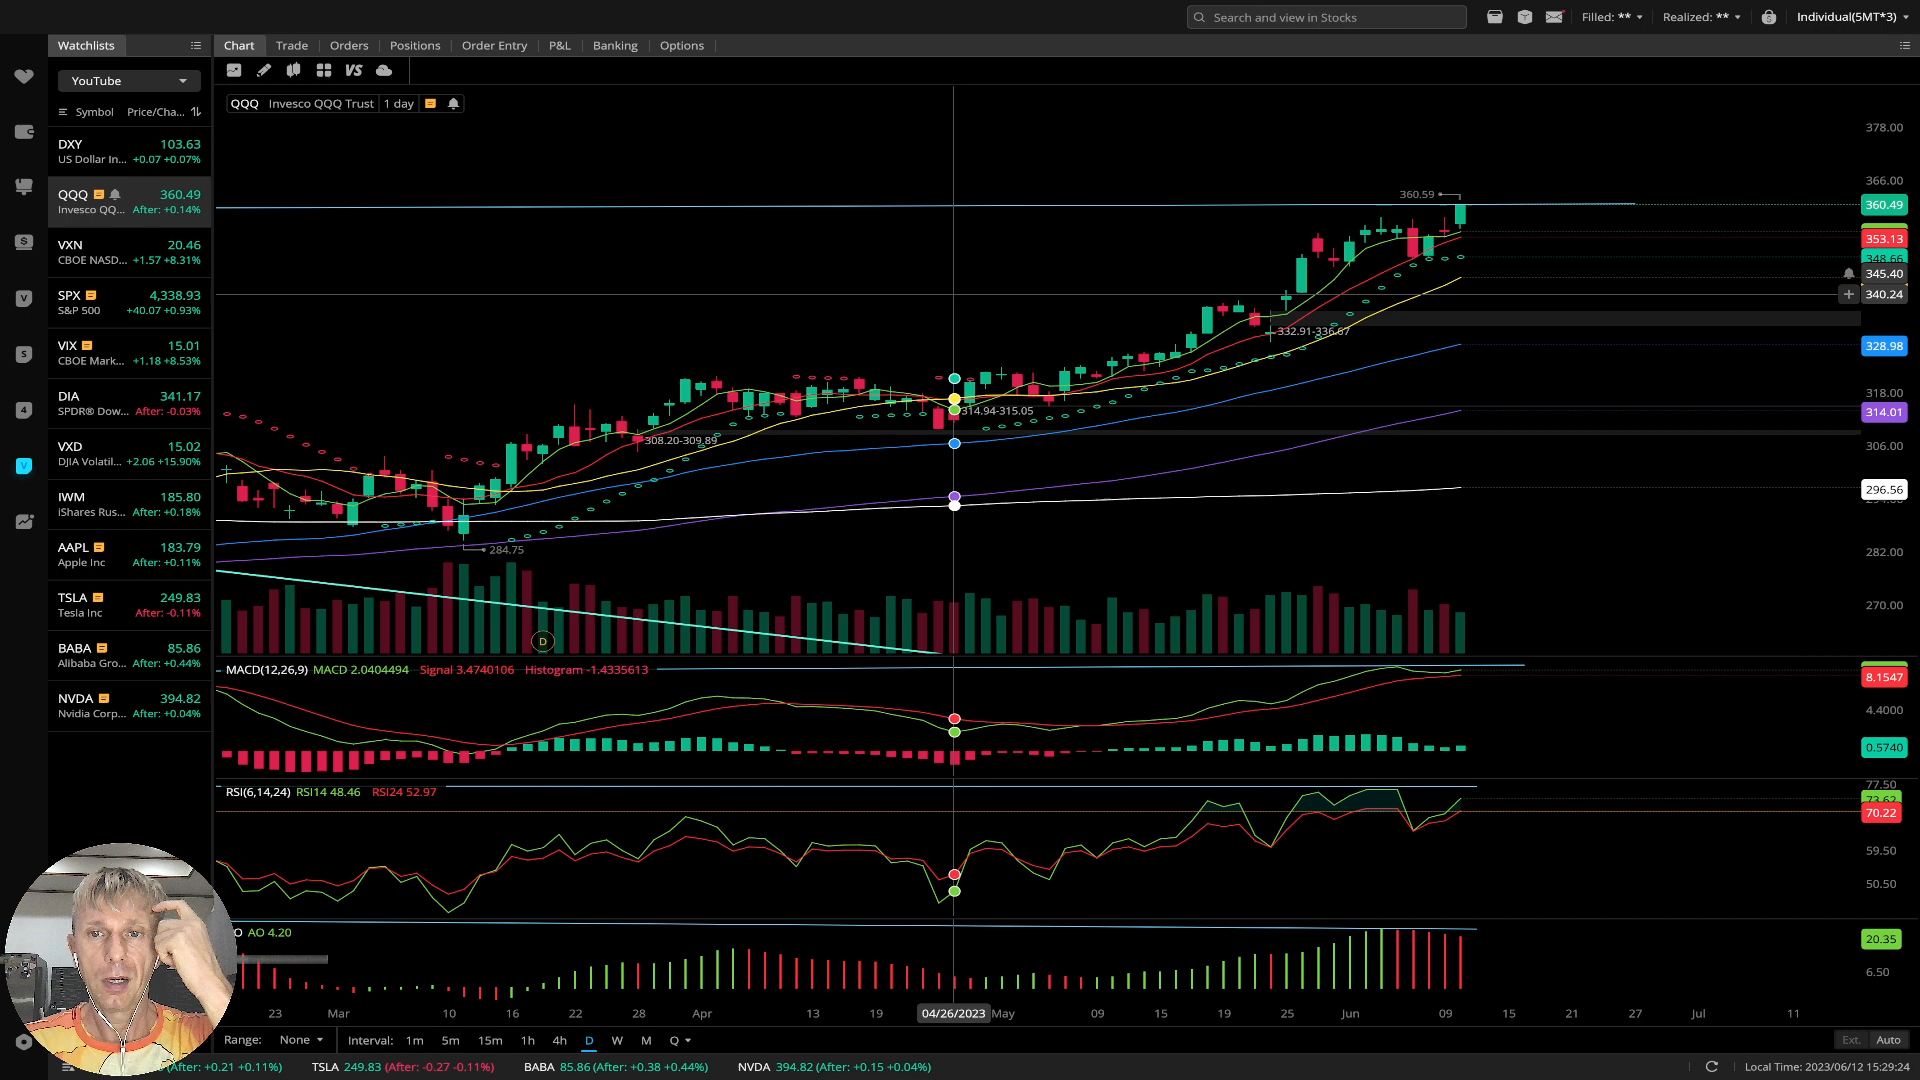 Search and view in Stocks
Filled: **
Realized: **
Individual(5MT*3)
Watchlists
Chart
Trade
Orders
Positions
Order Entry
P&L
Banking
Options
YouTube
VS
Symbol Price/Cha...
QQQ Invesco QQQ Trust 1 day
DXY 103.63
US Dollar In... +0.07 +0.07%
QQQ 360.49
Invesco QQ... After: +0.14%
VXN 20.46
CBOE NASD... +1.57 +8.31%
SPX 4,338.93
S&P 500 +40.07 +0.93%
VIX 15.01
CBOE Mark... +1.18 +8.53%
DIA 341.17
SPDR® Dow... After: -0.03%
VXD 15.02
DJIA Volatil... +2.06 +15.90%
IWM 185.80
iShares Rus... After: +0.18%
AAPL 183.79
Apple Inc After: +0.11%
TSLA 249.83
Tesla Inc After: -0.11%
BABA 85.86
Alibaba Gro... After: +0.44%
NVDA 394.82
Nvidia Corp... After: +0.04%
360.59
332.91-336.67
314.94-315.05
308.20-309.89
284.75
D
378.00
366.00
360.49
353.13
348.66
345.40
340.24
328.98
318.00
314.01
306.00
296.56
282.00
270.00
MACD(12,26,9) MACD 2.0404494 Signal 3.4740106 Histogram -1.4335613
8.1547
4.4000
0.5740
RSI(6,14,24) RSI14 48.46 RSI24 52.97
77.50
73.62
70.22
59.50
50.50
O AO 4.20
20.35
6.50
23 Mar 10 16 22 28 Apr 13 19 04/26/2023 May 09 15 19 25 Jun 09 15 21 27 Jul 11
Range: None Interval: 1m 5m 15m 1h 4h D W M Q
Ext. Auto
(After: +0.21 +0.11%) TSLA 249.83 (After: -0.27 -0.11%) BABA 85.86 (After: +0.38 +0.44%) NVDA 394.82 (After: +0.15 +0.04%)
Local Time: 2023/06/12 15:29:24